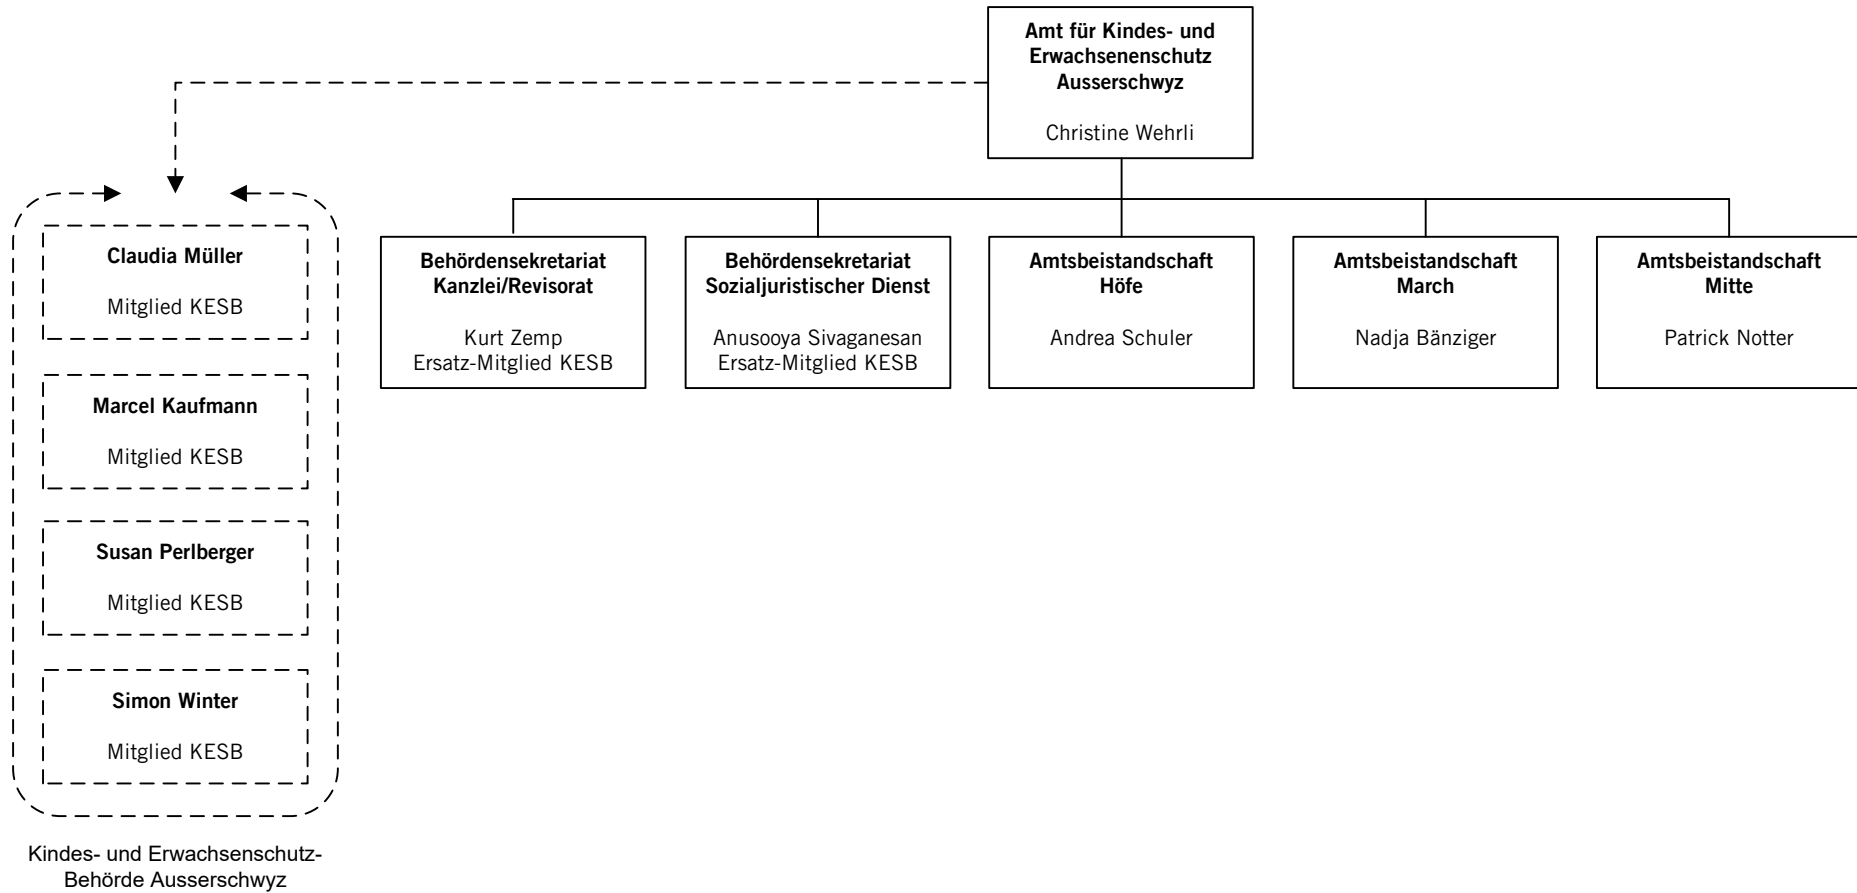 Amt für Kindes- und
Erwachsenenschutz
Ausserschwyz
Christine Wehrli
Claudia Müller
Mitglied KESB
Marcel Kaufmann
Mitglied KESB
Susan Perlberger
Mitglied KESB
Simon Winter
Mitglied KESB
Kindes- und Erwachsenschutz-
Behörde Ausserschwyz
Behördensekretariat
Kanzlei/Revisorat
Kurt Zemp
Ersatz-Mitglied KESB
Behördensekretariat
Sozialjuristischer Dienst
Anusooya Sivaganesan
Ersatz-Mitglied KESB
Amtsbeistandschaft
Höfe
Andrea Schuler
Amtsbeistandschaft
March
Nadja Bänziger
Amtsbeistandschaft
Mitte
Patrick Notter